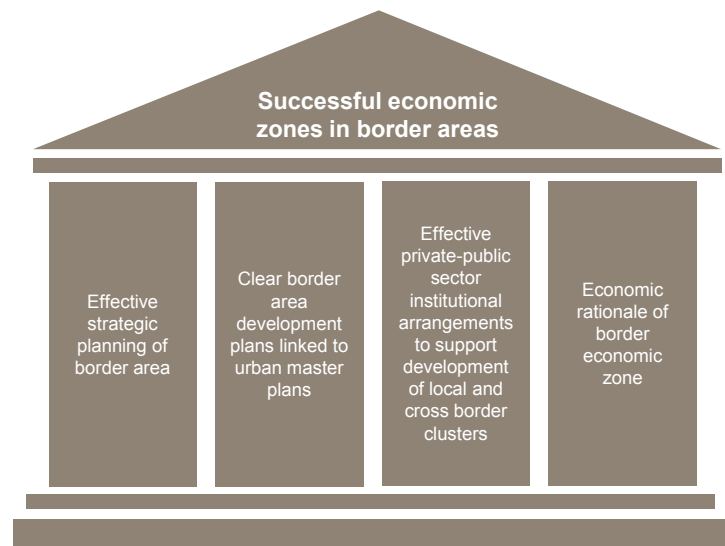 Successful economic
zones in border areas
Effective
strategic
planning of
border area
Clear border
area
development
plans linked to
urban master
plans
Effective
private-public
sector
institutional
arrangements
to support
development
of local and
cross border
clusters
Economic
rationale of
border
economic
zone